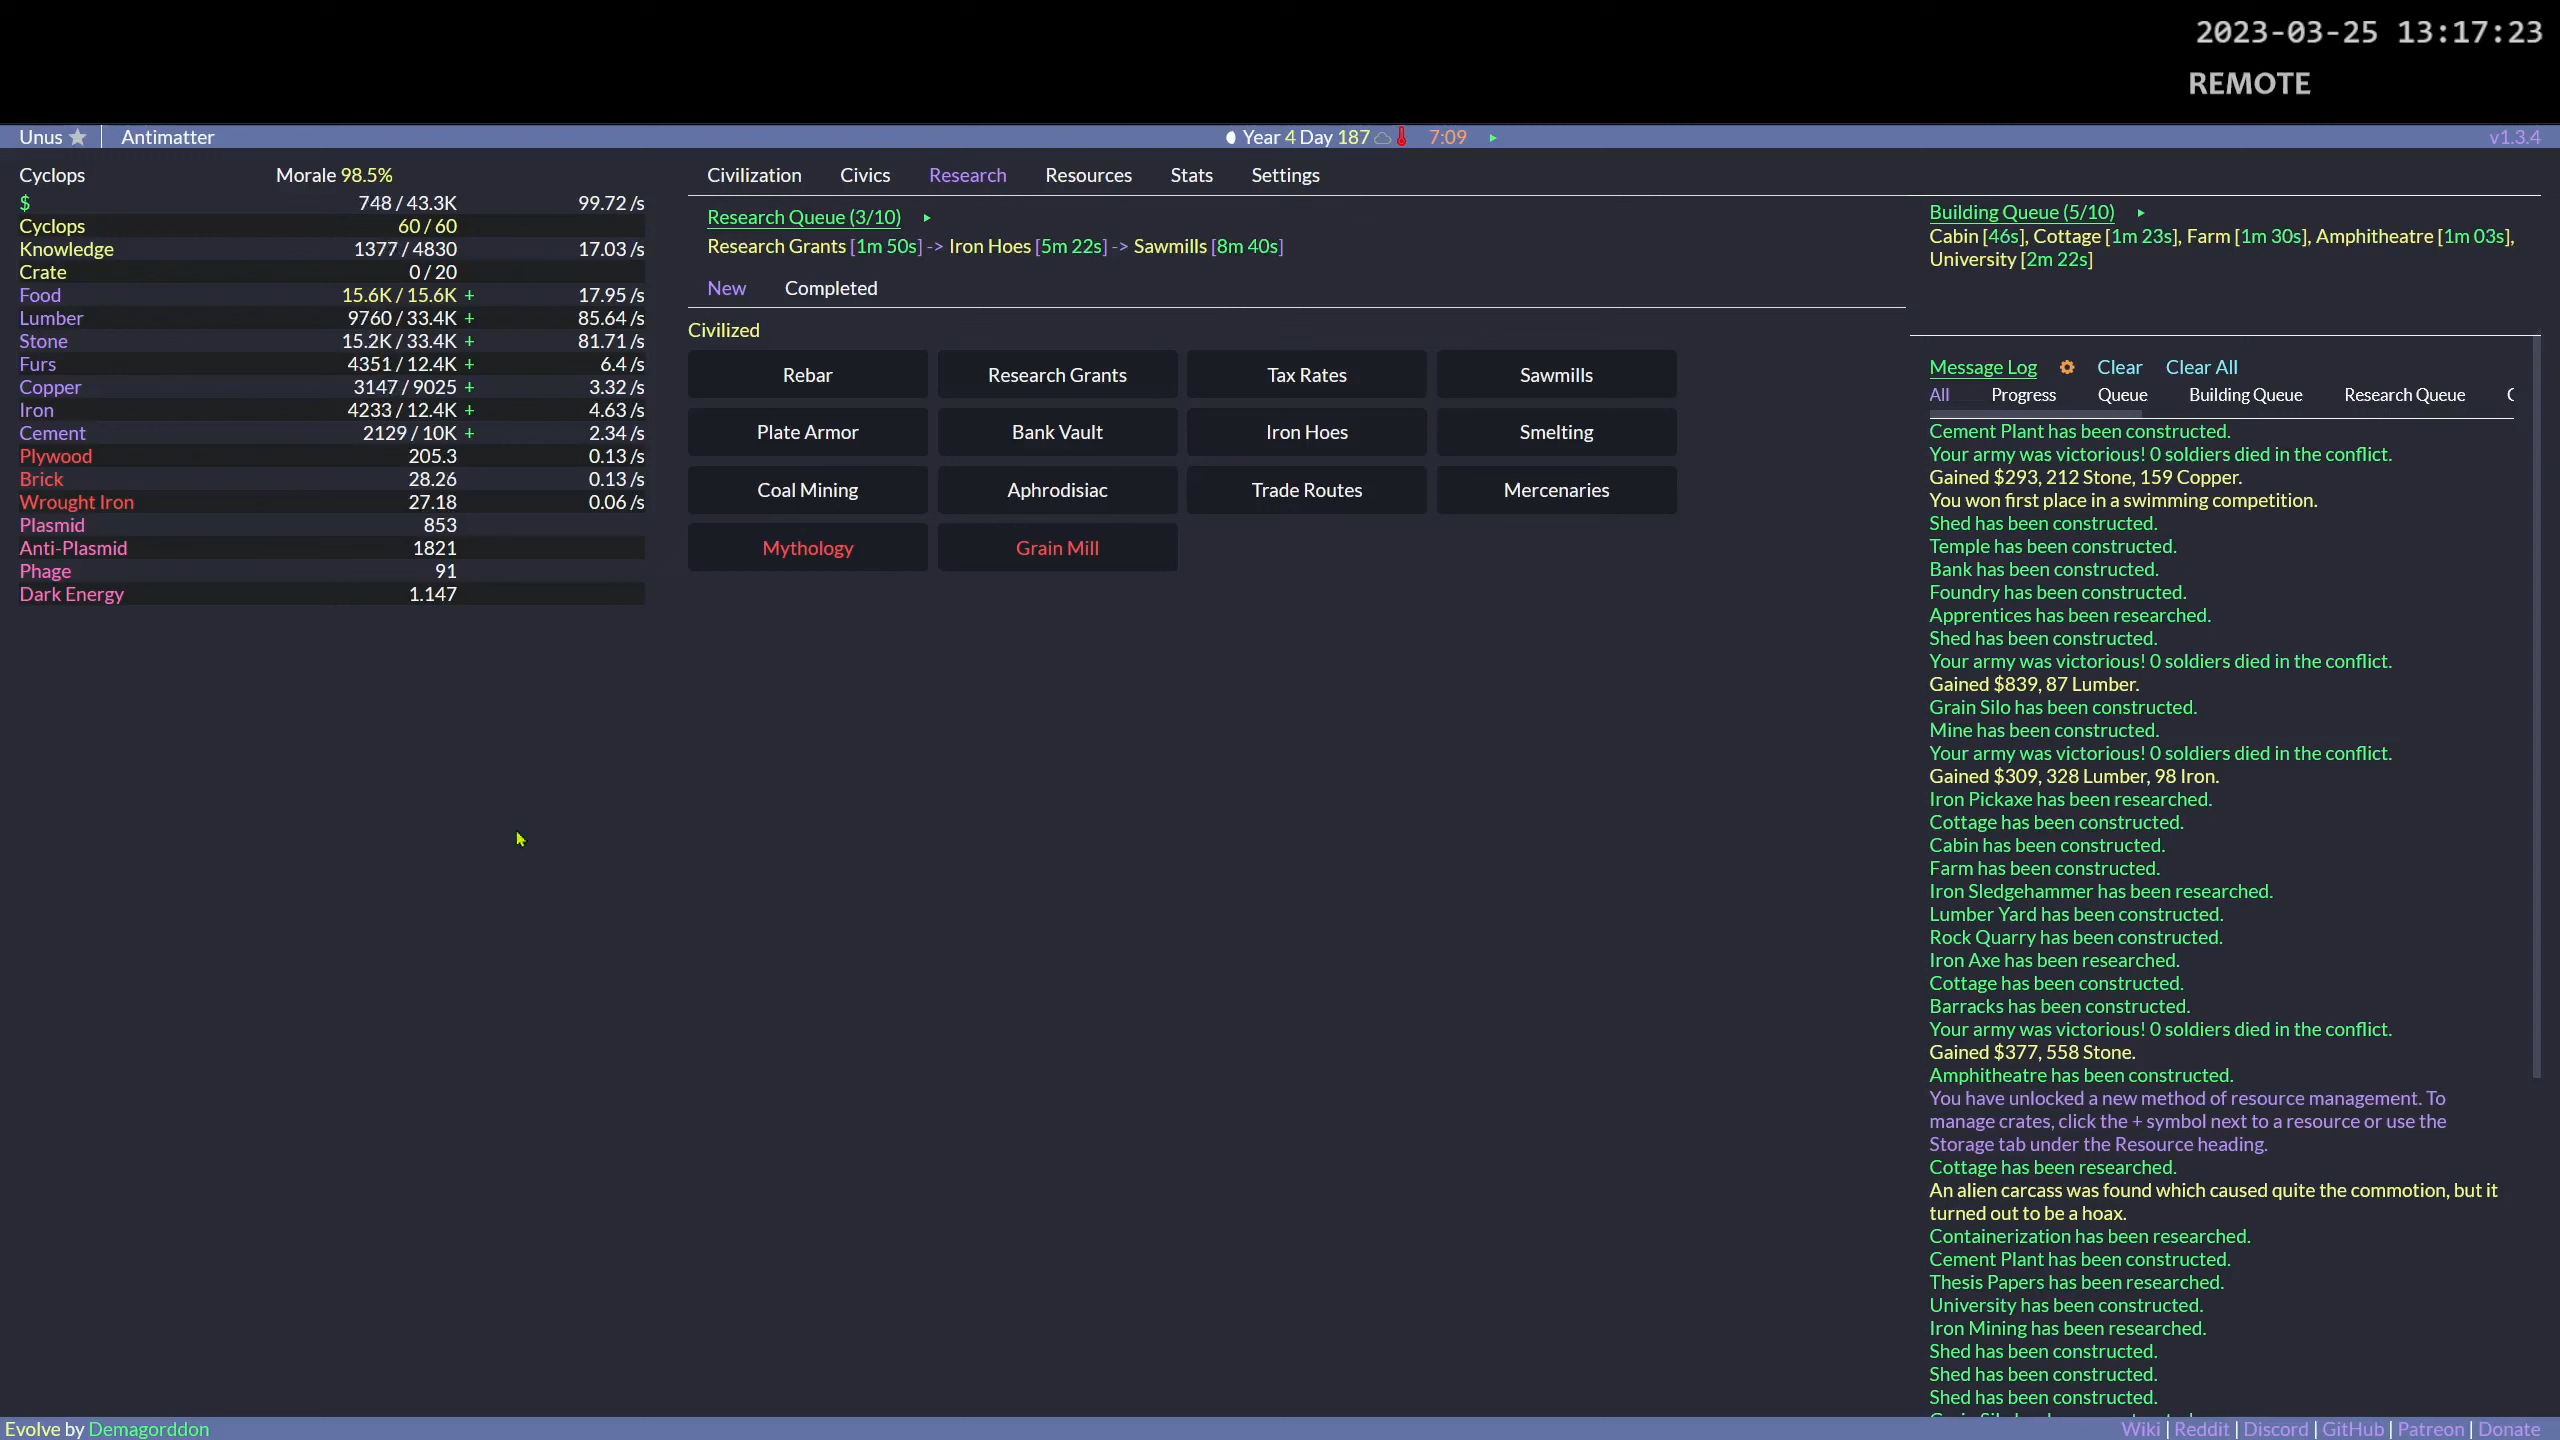 2023-03-25 13:17:23
REMOTE
Unus Antimatter Year 4 Day 187 7:09 v1.3.4
Cyclops Morale 98.5%
$ 748 / 43.3K 99.72 /s
Cyclops 60 / 60
Knowledge 1377 / 4830 17.03 /s
Crate 0 / 20
Food 15.6K / 15.6K + 17.95 /s
Lumber 9760 / 33.4K + 85.64 /s
Stone 15.2K / 33.4K + 81.71 /s
Furs 4351 / 12.4K + 6.4 /s
Copper 3147 / 9025 + 3.32 /s
Iron 4233 / 12.4K + 4.63 /s
Cement 2129 / 10K + 2.34 /s
Plywood 205.3 0.13 /s
Brick 28.26 0.13 /s
Wrought Iron 27.18 0.06 /s
Plasmid 853
Anti-Plasmid 1821
Phage 91
Dark Energy 1.147
Civilization Civics Research Resources Stats Settings
Research Queue (3/10)
Research Grants [1m 50s] -> Iron Hoes [5m 22s] -> Sawmills [8m 40s]
New Completed
Civilized
Rebar Research Grants Tax Rates Sawmills
Plate Armor Bank Vault Iron Hoes Smelting
Coal Mining Aphrodisiac Trade Routes Mercenaries
Mythology Grain Mill
Building Queue (5/10)
Cabin [46s], Cottage [1m 23s], Farm [1m 30s], Amphitheatre [1m 03s],
University [2m 22s]
Message Log Clear Clear All
All Progress Queue Building Queue Research Queue
Cement Plant has been constructed.
Your army was victorious! 0 soldiers died in the conflict.
Gained $293, 212 Stone, 159 Copper.
You won first place in a swimming competition.
Shed has been constructed.
Temple has been constructed.
Bank has been constructed.
Foundry has been constructed.
Apprentices has been researched.
Shed has been constructed.
Your army was victorious! 0 soldiers died in the conflict.
Gained $839, 87 Lumber.
Grain Silo has been constructed.
Mine has been constructed.
Your army was victorious! 0 soldiers died in the conflict.
Gained $309, 328 Lumber, 98 Iron.
Iron Pickaxe has been researched.
Cottage has been constructed.
Cabin has been constructed.
Farm has been constructed.
Iron Sledgehammer has been researched.
Lumber Yard has been constructed.
Rock Quarry has been constructed.
Iron Axe has been researched.
Cottage has been constructed.
Barracks has been constructed.
Your army was victorious! 0 soldiers died in the conflict.
Gained $377, 558 Stone.
Amphitheatre has been constructed.
You have unlocked a new method of resource management. To
manage crates, click the + symbol next to a resource or use the
Storage tab under the Resource heading.
Cottage has been researched.
An alien carcass was found which caused quite the commotion, but it
turned out to be a hoax.
Containerization has been researched.
Cement Plant has been constructed.
Thesis Papers has been researched.
University has been constructed.
Iron Mining has been researched.
Shed has been constructed.
Shed has been constructed.
Shed has been constructed.
Evolve by Demagorddon Wiki | Reddit | Discord | GitHub | Patreon | Donate